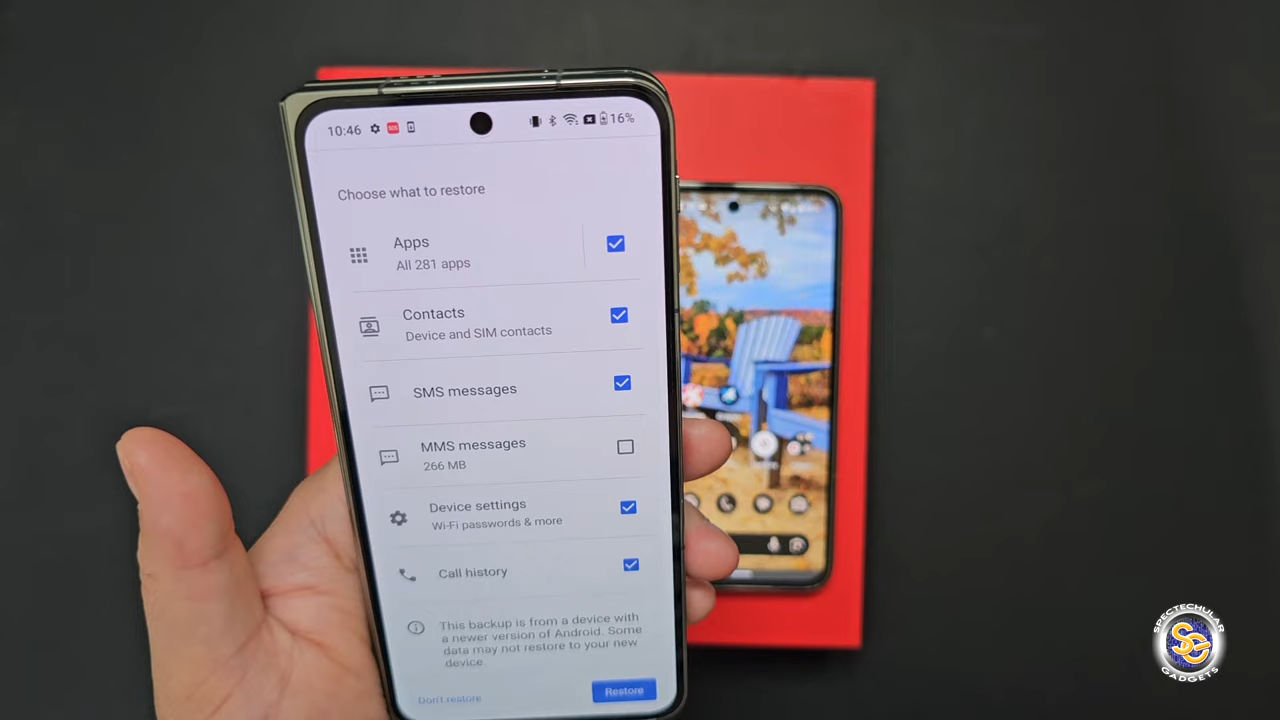 10:46
SOS
16%
Choose what to restore
Apps
All 281 apps
Contacts
Device and SIM contacts
SMS messages
MMS messages
266 MB
Device settings
Wi-Fi passwords & more
Call history
This backup is from a device with
a newer version of Android. Some
data may not restore to your new
device.
Don't restore
Restore
SPECTECHULAR
SG
GADGETS